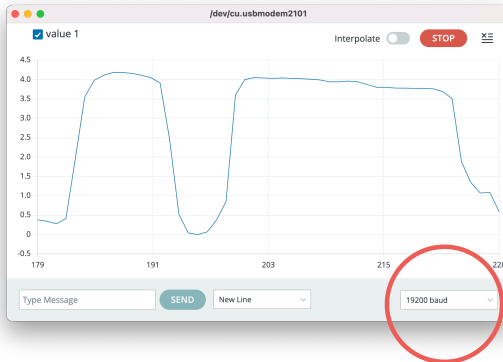 /dev/cu.usbmodem2101
value 1
Interpolate
STOP
4.5
4.0
3.5
3.0
2.5
2.0
1.5
1.0
0.5
0
-0.5
179 191 203 215 228
Type Message SEND New Line 19200 baud